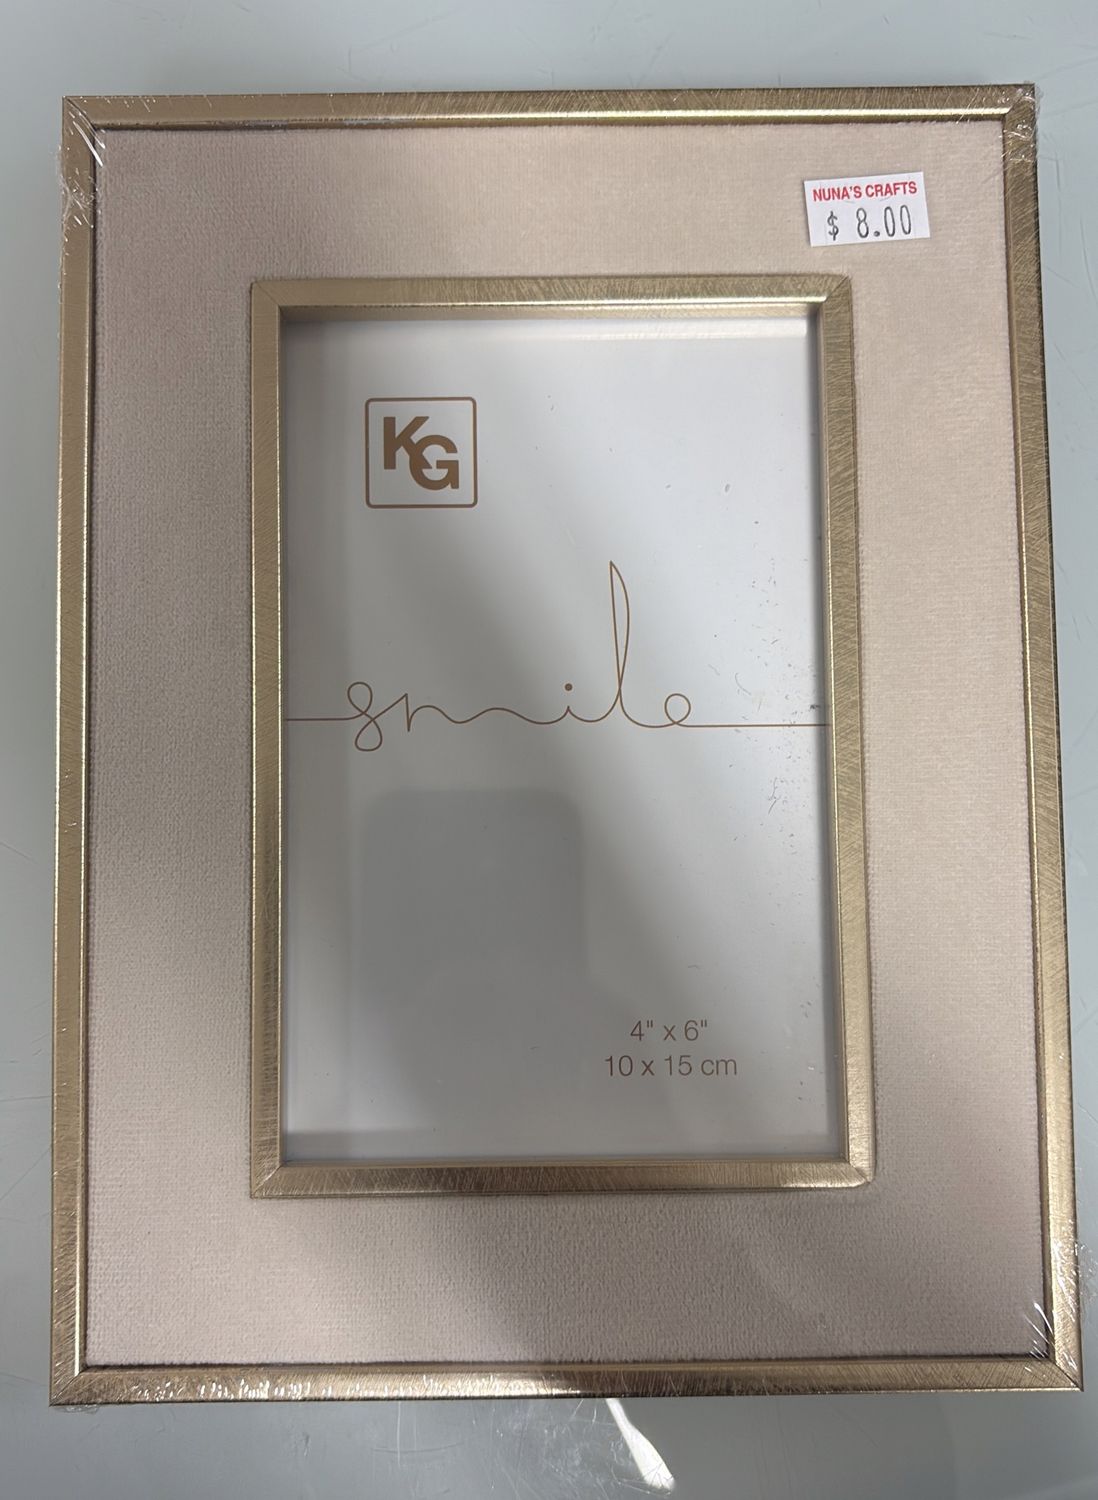 NUNA'S CRAFTS
$ 8.00
KG
smile
4" x 6"
10 x 15 cm